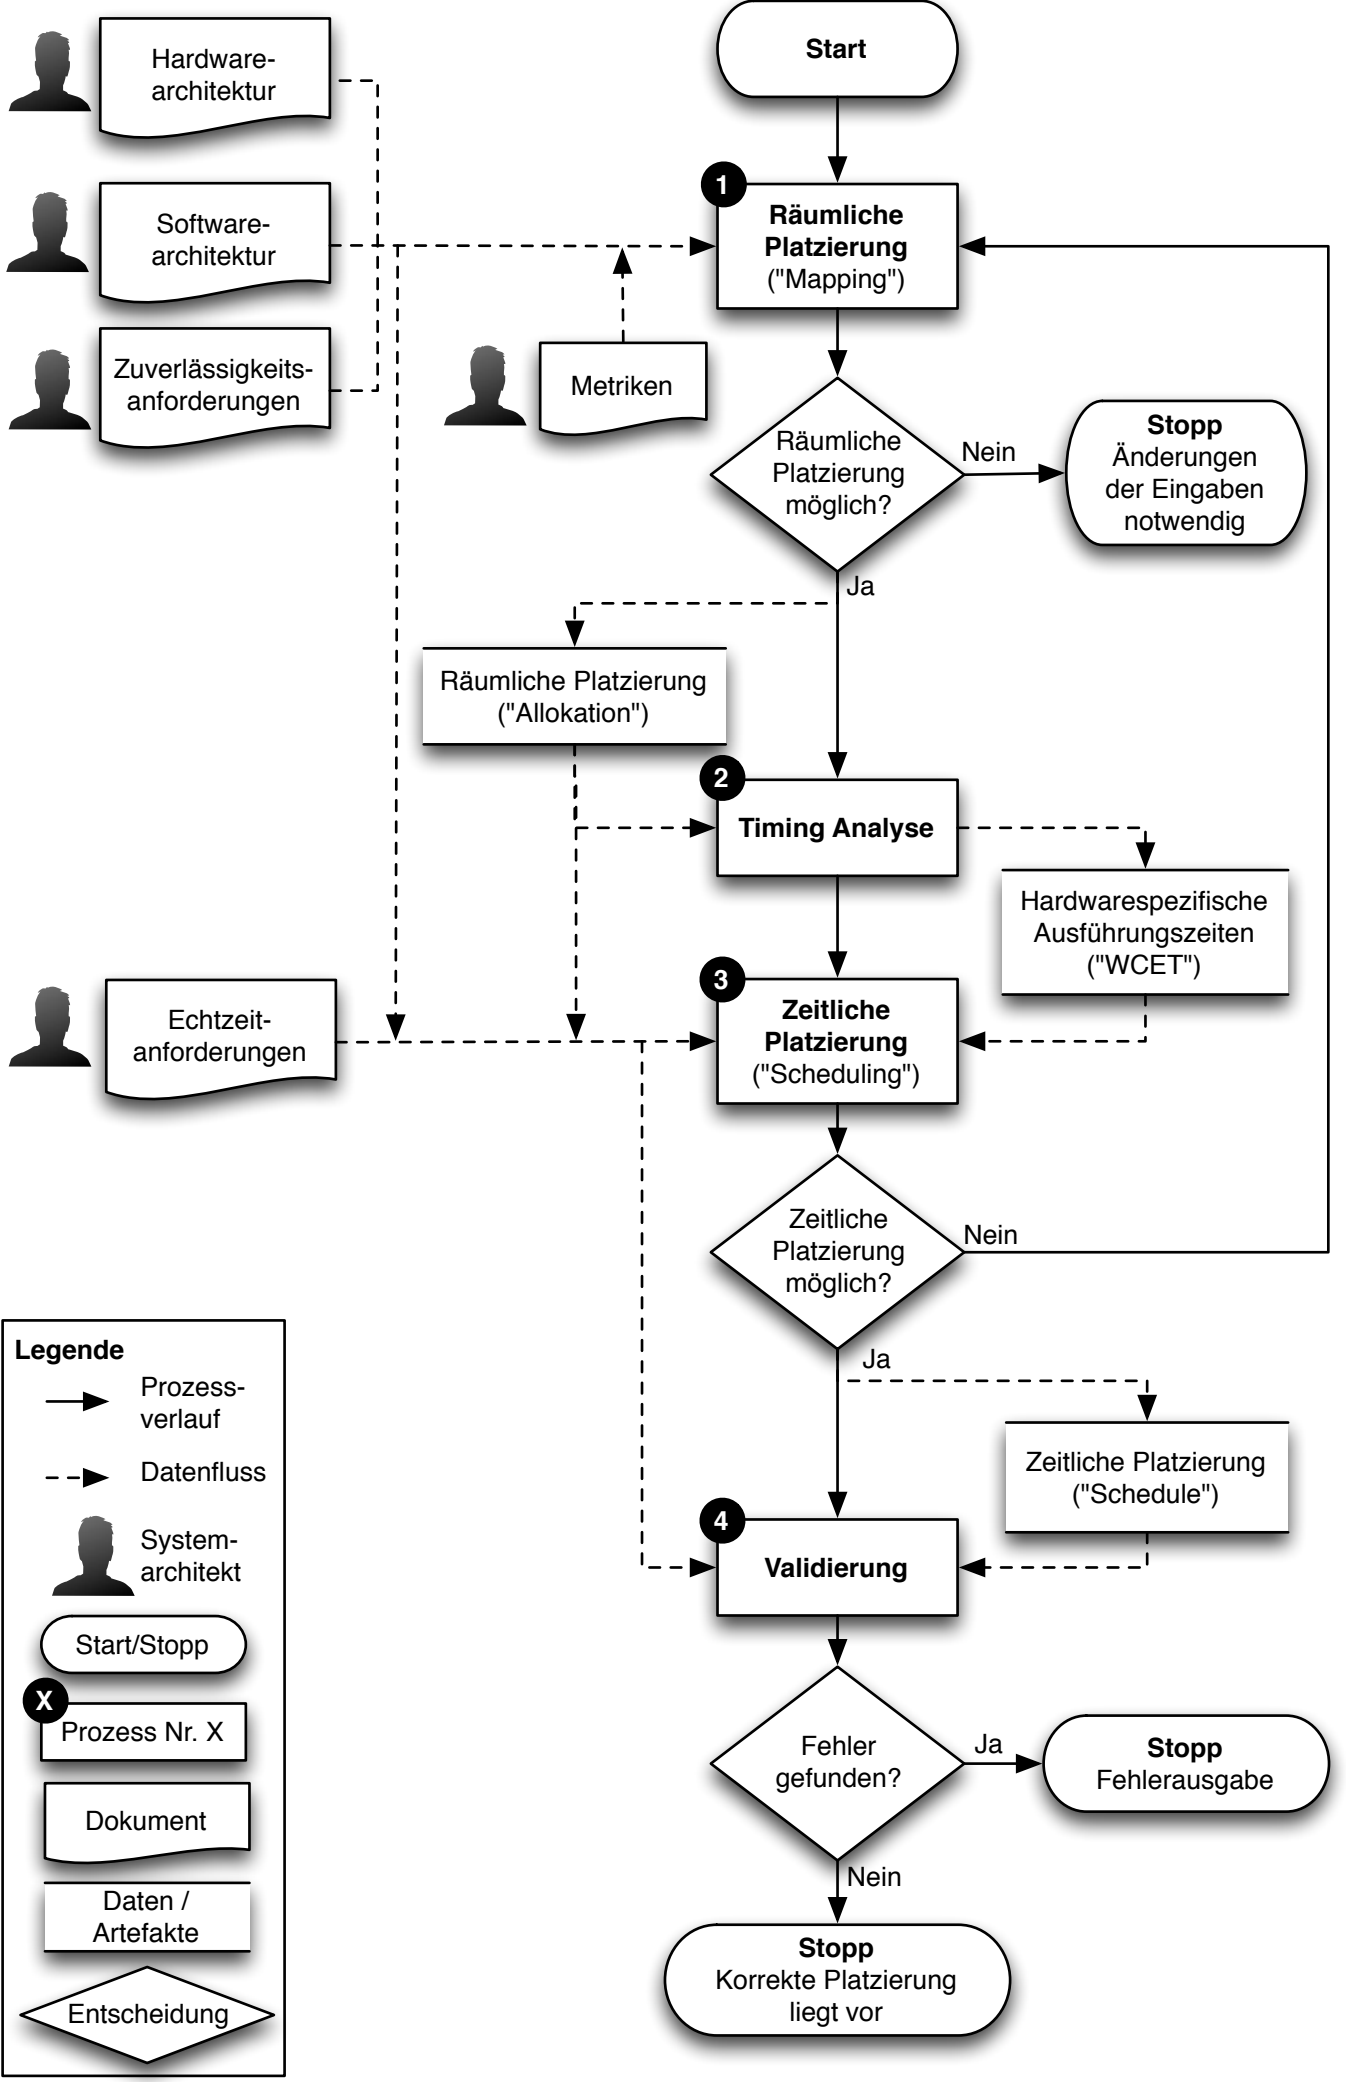 Hardware-
architektur
Start
1
Räumliche
Platzierung
("Mapping")
Software-
architektur
Zuverlässigkeits-
anforderungen
Metriken
Räumliche
Platzierung
möglich?
Nein
Stopp
Änderungen
der Eingaben
notwendig
Ja
Räumliche Platzierung
("Allokation")
2
Timing Analyse
Hardwarespezifische
Ausführungszeiten
("WCET")
3
Zeitliche
Platzierung
("Scheduling")
Echtzeit-
anforderungen
Zeitliche
Platzierung
möglich?
Nein
Ja
Zeitliche Platzierung
("Schedule")
4
Validierung
Fehler
gefunden?
Ja
Stopp
Fehlerausgabe
Nein
Stopp
Korrekte Platzierung
liegt vor
Legende
Prozess-
verlauf
Datenfluss
System-
architekt
Start/Stopp
X
Prozess Nr. X
Dokument
Daten /
Artefakte
Entscheidung